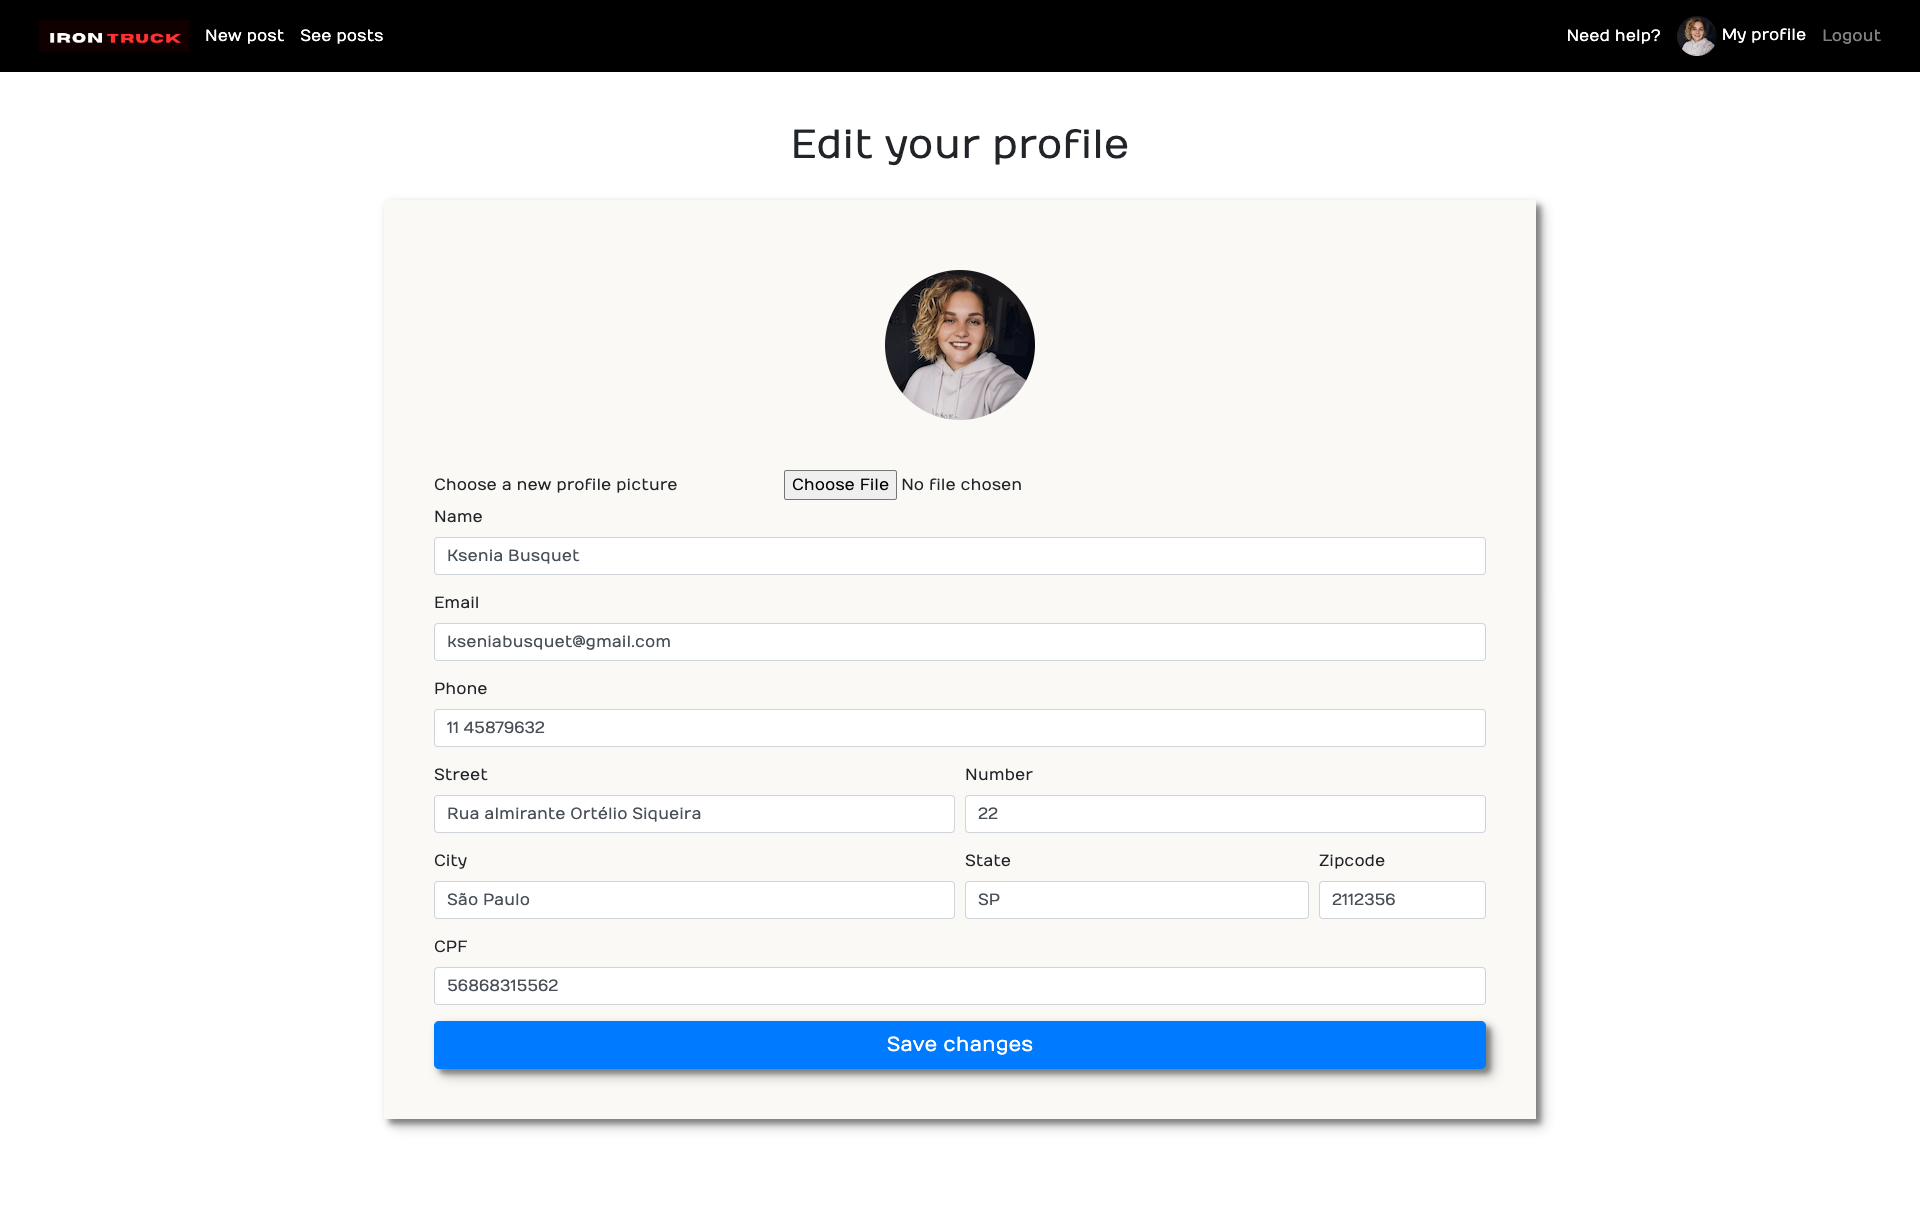 IRON TRUCK New post See posts Need help? My profile Logout
Edit your profile
Choose a new profile picture Choose File No file chosen
Name
Ksenia Busquet
Email
kseniabusquet@gmail.com
Phone
11 45879632
Street Number
Rua almirante Ortélio Siqueira 22
City State Zipcode
São Paulo SP 2112356
CPF
56868315562
Save changes